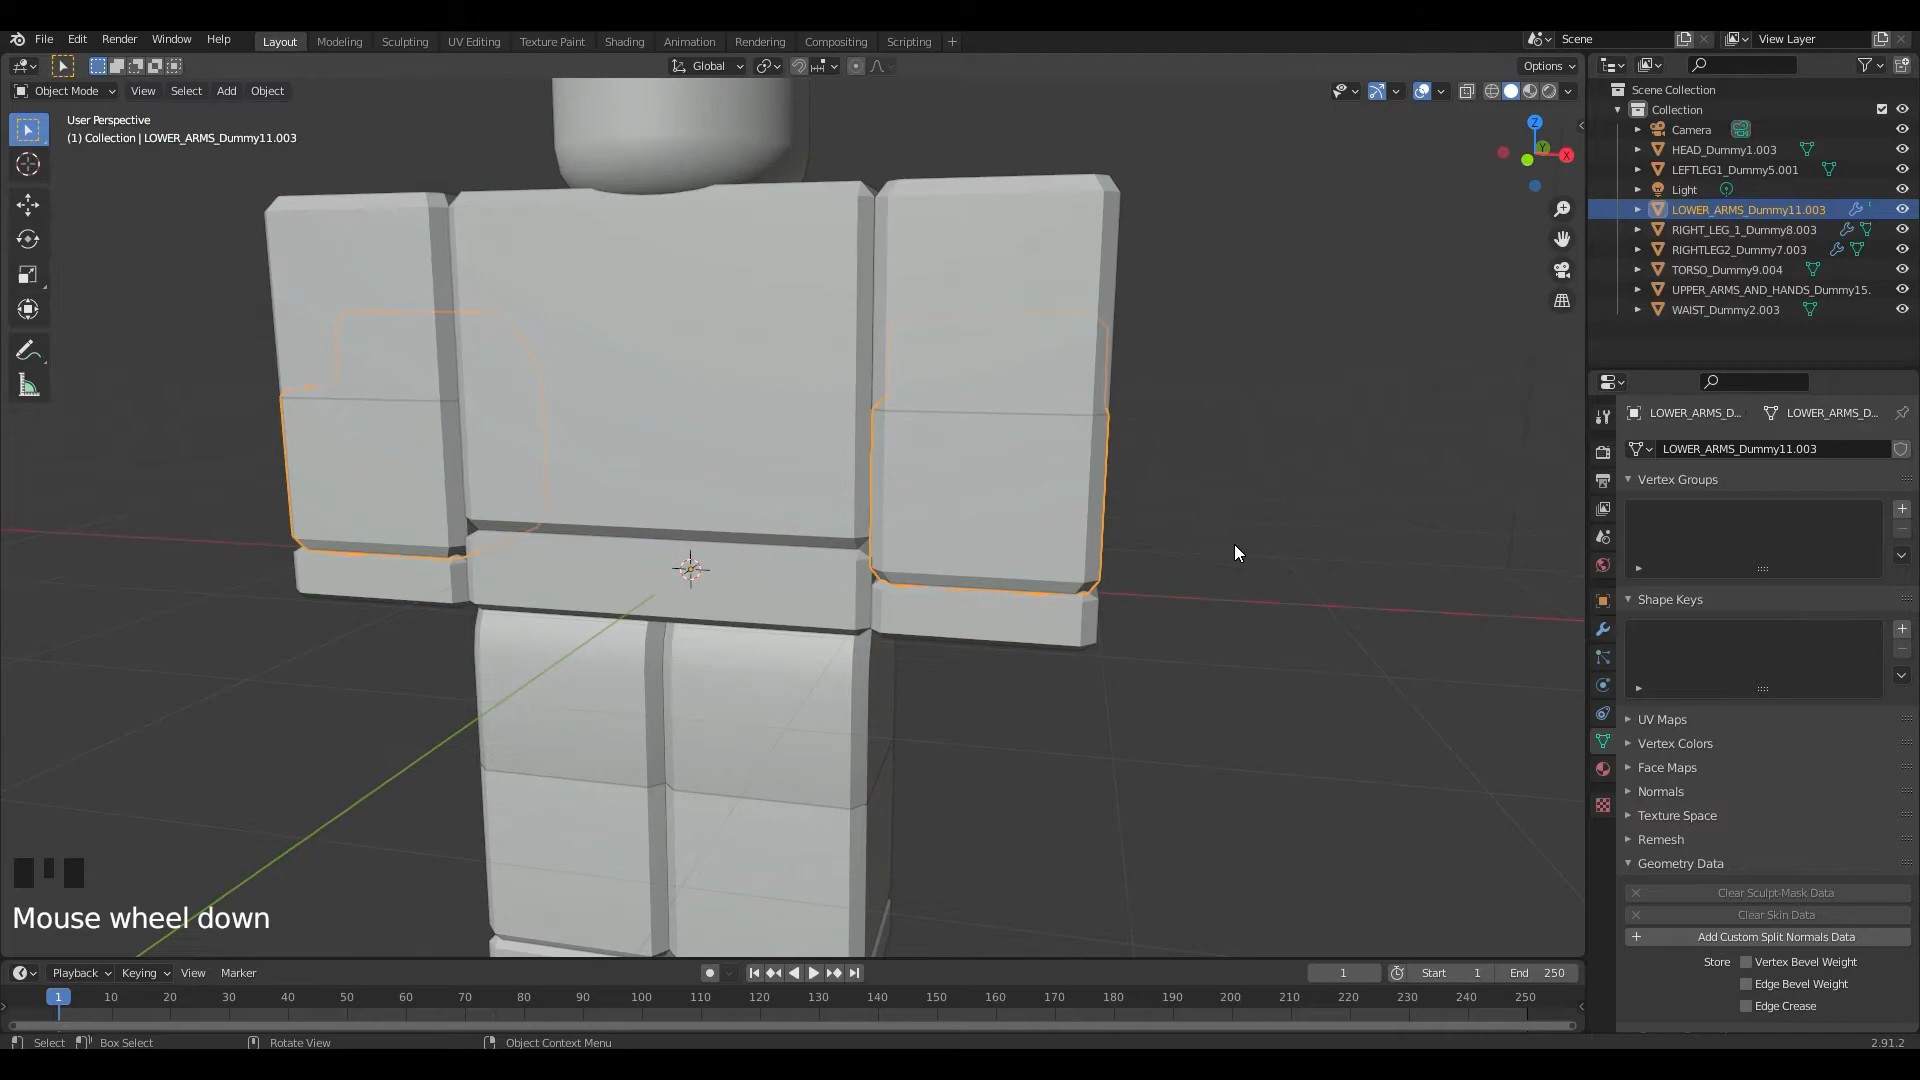 File Edit Render Window Help Layout Modeling Sculpting UV Editing Texture Paint Shading Animation Rendering Compositing Scripting + Scene View Layer
Global Options
Object Mode View Select Add Object
User Perspective
(1) Collection | LOWER_ARMS_Dummy11.003
Z
Y
X
Scene Collection
Collection
Camera
HEAD_Dummy1.003
LEFTLEG1_Dummy5.001
Light
LOWER_ARMS_Dummy11.003
RIGHT_LEG_1_Dummy8.003
RIGHTLEG2_Dummy7.003
TORSO_Dummy9.004
UPPER_ARMS_AND_HANDS_Dummy15.
WAIST_Dummy2.003
LOWER_ARMS_D... LOWER_ARMS_D...
LOWER_ARMS_Dummy11.003
Vertex Groups
Shape Keys
UV Maps
Vertex Colors
Face Maps
Normals
Texture Space
Remesh
Geometry Data
Clear Sculpt-Mask Data
Clear Skin Data
Add Custom Split Normals Data
Store Vertex Bevel Weight
Edge Bevel Weight
Edge Crease
Mouse wheel down
Playback Keying View Marker 1 Start 1 End 250
1 10 20 30 40 50 60 70 80 90 100 110 120 130 140 150 160 170 180 190 200 210 220 230 240 250
Select Box Select Rotate View Object Context Menu 2.91.2